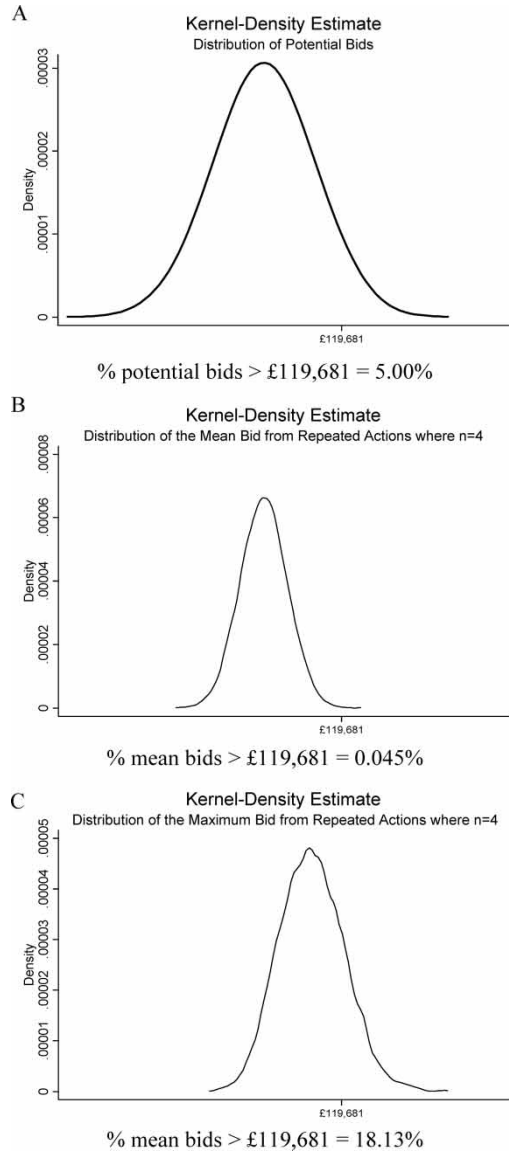 A
Kernel-Density Estimate
Distribution of Potential Bids
.00003
.00002
.00001
0
Density
£119,681
% potential bids > £119,681 = 5.00%
B
Kernel-Density Estimate
Distribution of the Mean Bid from Repeated Actions where n=4
.00008
.00006
.00004
.00002
0
Density
£119,681
% mean bids > £119,681 = 0.045%
C
Kernel-Density Estimate
Distribution of the Maximum Bid from Repeated Actions where n=4
.00005
.00004
.00003
.00002
.00001
0
Density
£119,681
% mean bids > £119,681 = 18.13%